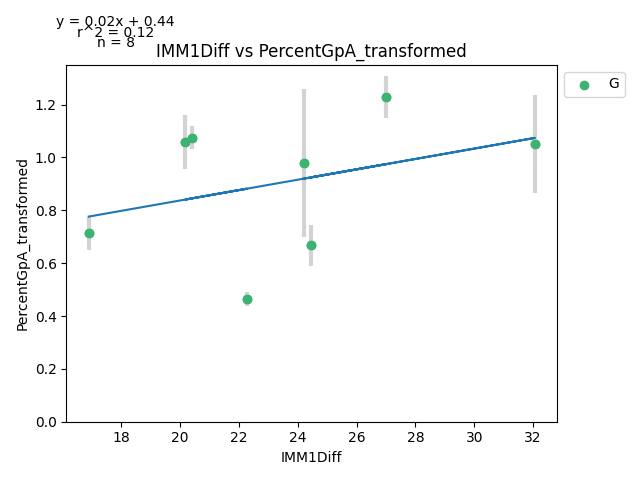 y = 0.02x + 0.44
r^2 = 0.12
n = 8
IMM1Diff vs PercentGpA_transformed
G
1.2
1.0
0.8
0.6
0.4
0.2
0.0
PercentGpA_transformed
18 20 22 24 26 28 30 32
IMM1Diff